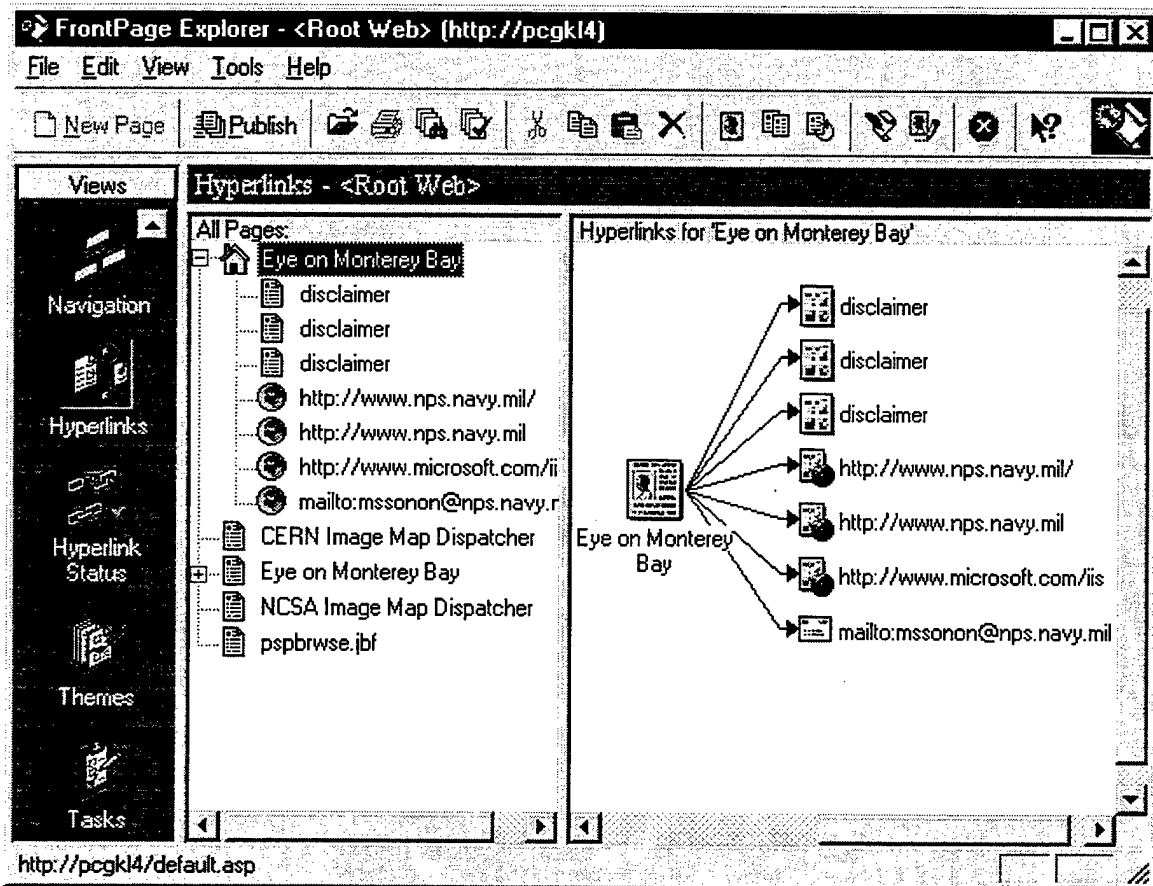 FrontPage Explorer - <Root Web> (http://pcgkl4)
File Edit View Tools Help
New Page Publish
Views
Hyperlinks - <Root Web>
Navigation
Hyperlinks
Hyperlink
Status
Themes
Tasks
All Pages:
Eye on Monterey Bay
disclaimer
disclaimer
disclaimer
http://www.nps.navy.mil/
http://www.nps.navy.mil
http://www.microsoft.com/ii
mailto:mssonon@nps.navy.r
CERN Image Map Dispatcher
Eye on Monterey Bay
NCSA Image Map Dispatcher
pspbrwse.jbf
Hyperlinks for 'Eye on Monterey Bay'
Eye on Monterey
Bay
disclaimer
disclaimer
disclaimer
http://www.nps.navy.mil/
http://www.nps.navy.mil
http://www.microsoft.com/iis
mailto:mssonon@nps.navy.mil
http://pcgkl4/default.asp